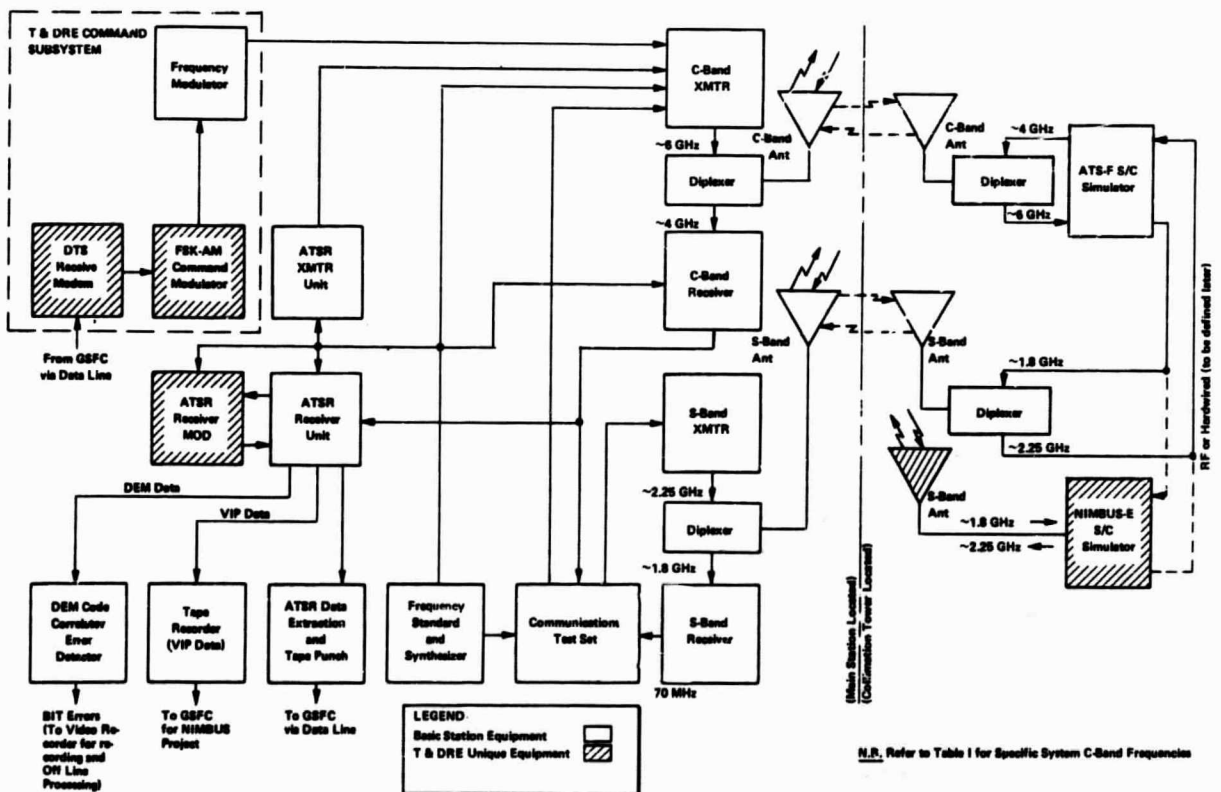 T & DRE COMMAND
SUBSYSTEM
Frequency
Modulator
DTS
Receive
Modem
FSK-AM
Command
Modulator
From GSFC
via Data Line
ATSR
XMTR
Unit
ATSR
Receiver
MOD
ATSR
Receiver
Unit
DEM Data
VIP Data
DEM Code
Correlator
Error
Detector
Tape
Recorder
(VIP Data)
ATSR Data
Extraction
and
Tape Punch
Frequency
Standard
and
Synthesizer
Communications
Test Set
BIT Errors
(To Video Re-
corder for re-
cording and
Off Line
Processing)
To GSFC
for NIMBUS
Project
To GSFC
via Data Line
C-Band
XMTR
~6 GHz
Diplexer
~4 GHz
C-Band
Receiver
S-Band
XMTR
~2.25 GHz
Diplexer
~1.8 GHz
S-Band
Receiver
70 MHz
C-Band
Ant
S-Band
Ant
C-Band
Ant
~4 GHz
Diplexer
~6 GHz
ATS-F S/C
Simulator
S-Band
Ant
~1.8 GHz
Diplexer
~2.25 GHz
S-Band
Ant
~1.8 GHz
~2.25 GHz
NIMBUS-E
S/C
Simulator
RF or Hardwired (to be defined later)
(Main Station Located)
(Collimation Tower Located)
LEGEND
Basic Station Equipment
T & DRE Unique Equipment
N.R. Refer to Table I for Specific System C-Band Frequencies